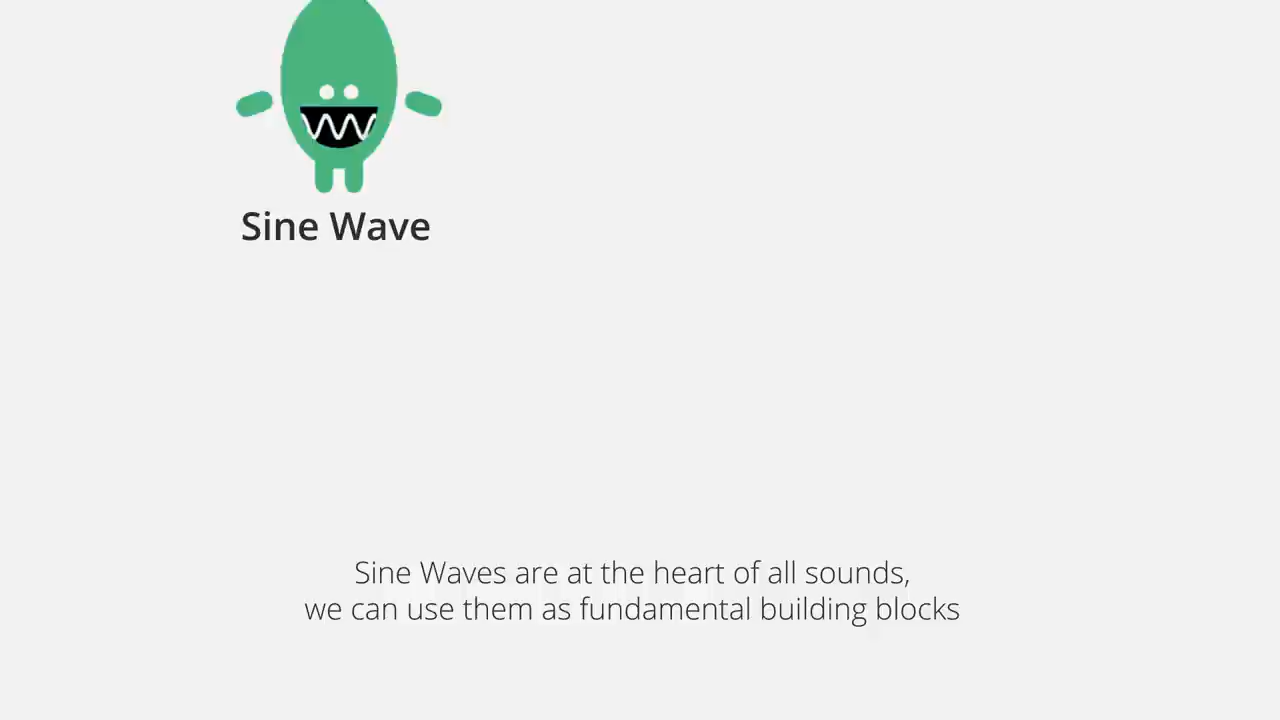 Sine Wave
Sine Waves are at the heart of all sounds,
we can use them as fundamental building blocks